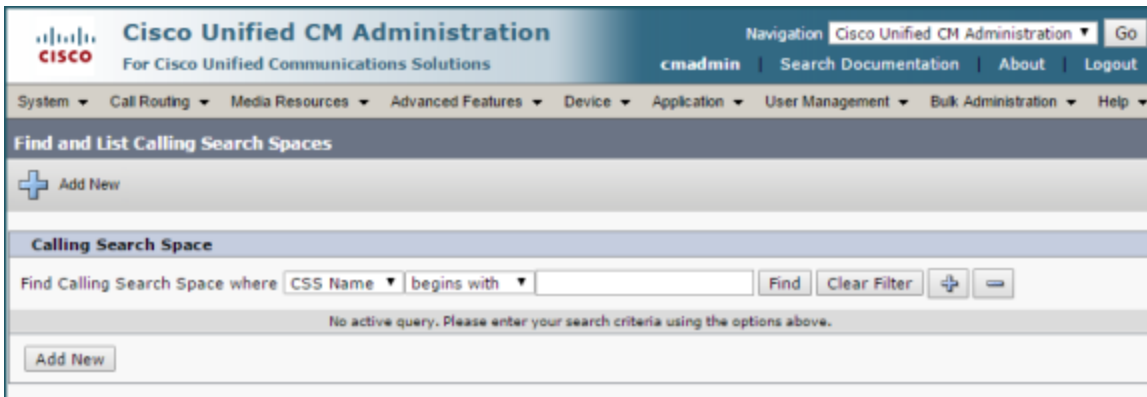 Cisco Unified CM Administration
Navigation Cisco Unified CM Administration Go
CISCO
For Cisco Unified Communications Solutions
cmadmin | Search Documentation | About | Logout
System Call Routing Media Resources Advanced Features Device Application User Management Bulk Administration Help
Find and List Calling Search Spaces
Add New
Calling Search Space
Find Calling Search Space where CSS Name begins with Find Clear Filter
No active query. Please enter your search criteria using the options above.
Add New